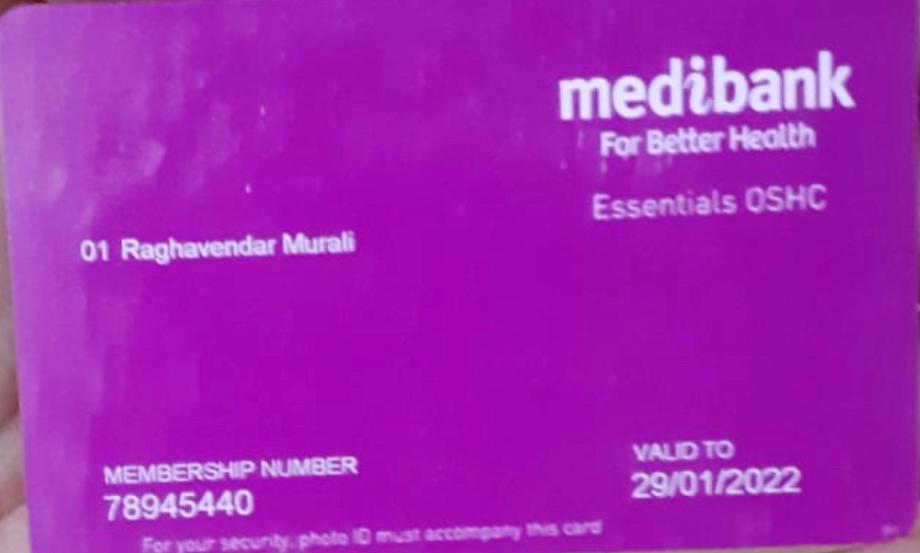 medibank
For Better Health
Essentials OSHC
01 Raghavendar Murali
MEMBERSHIP NUMBER
78945440
VALID TO
29/01/2022
For your security, photo ID must accompany this card